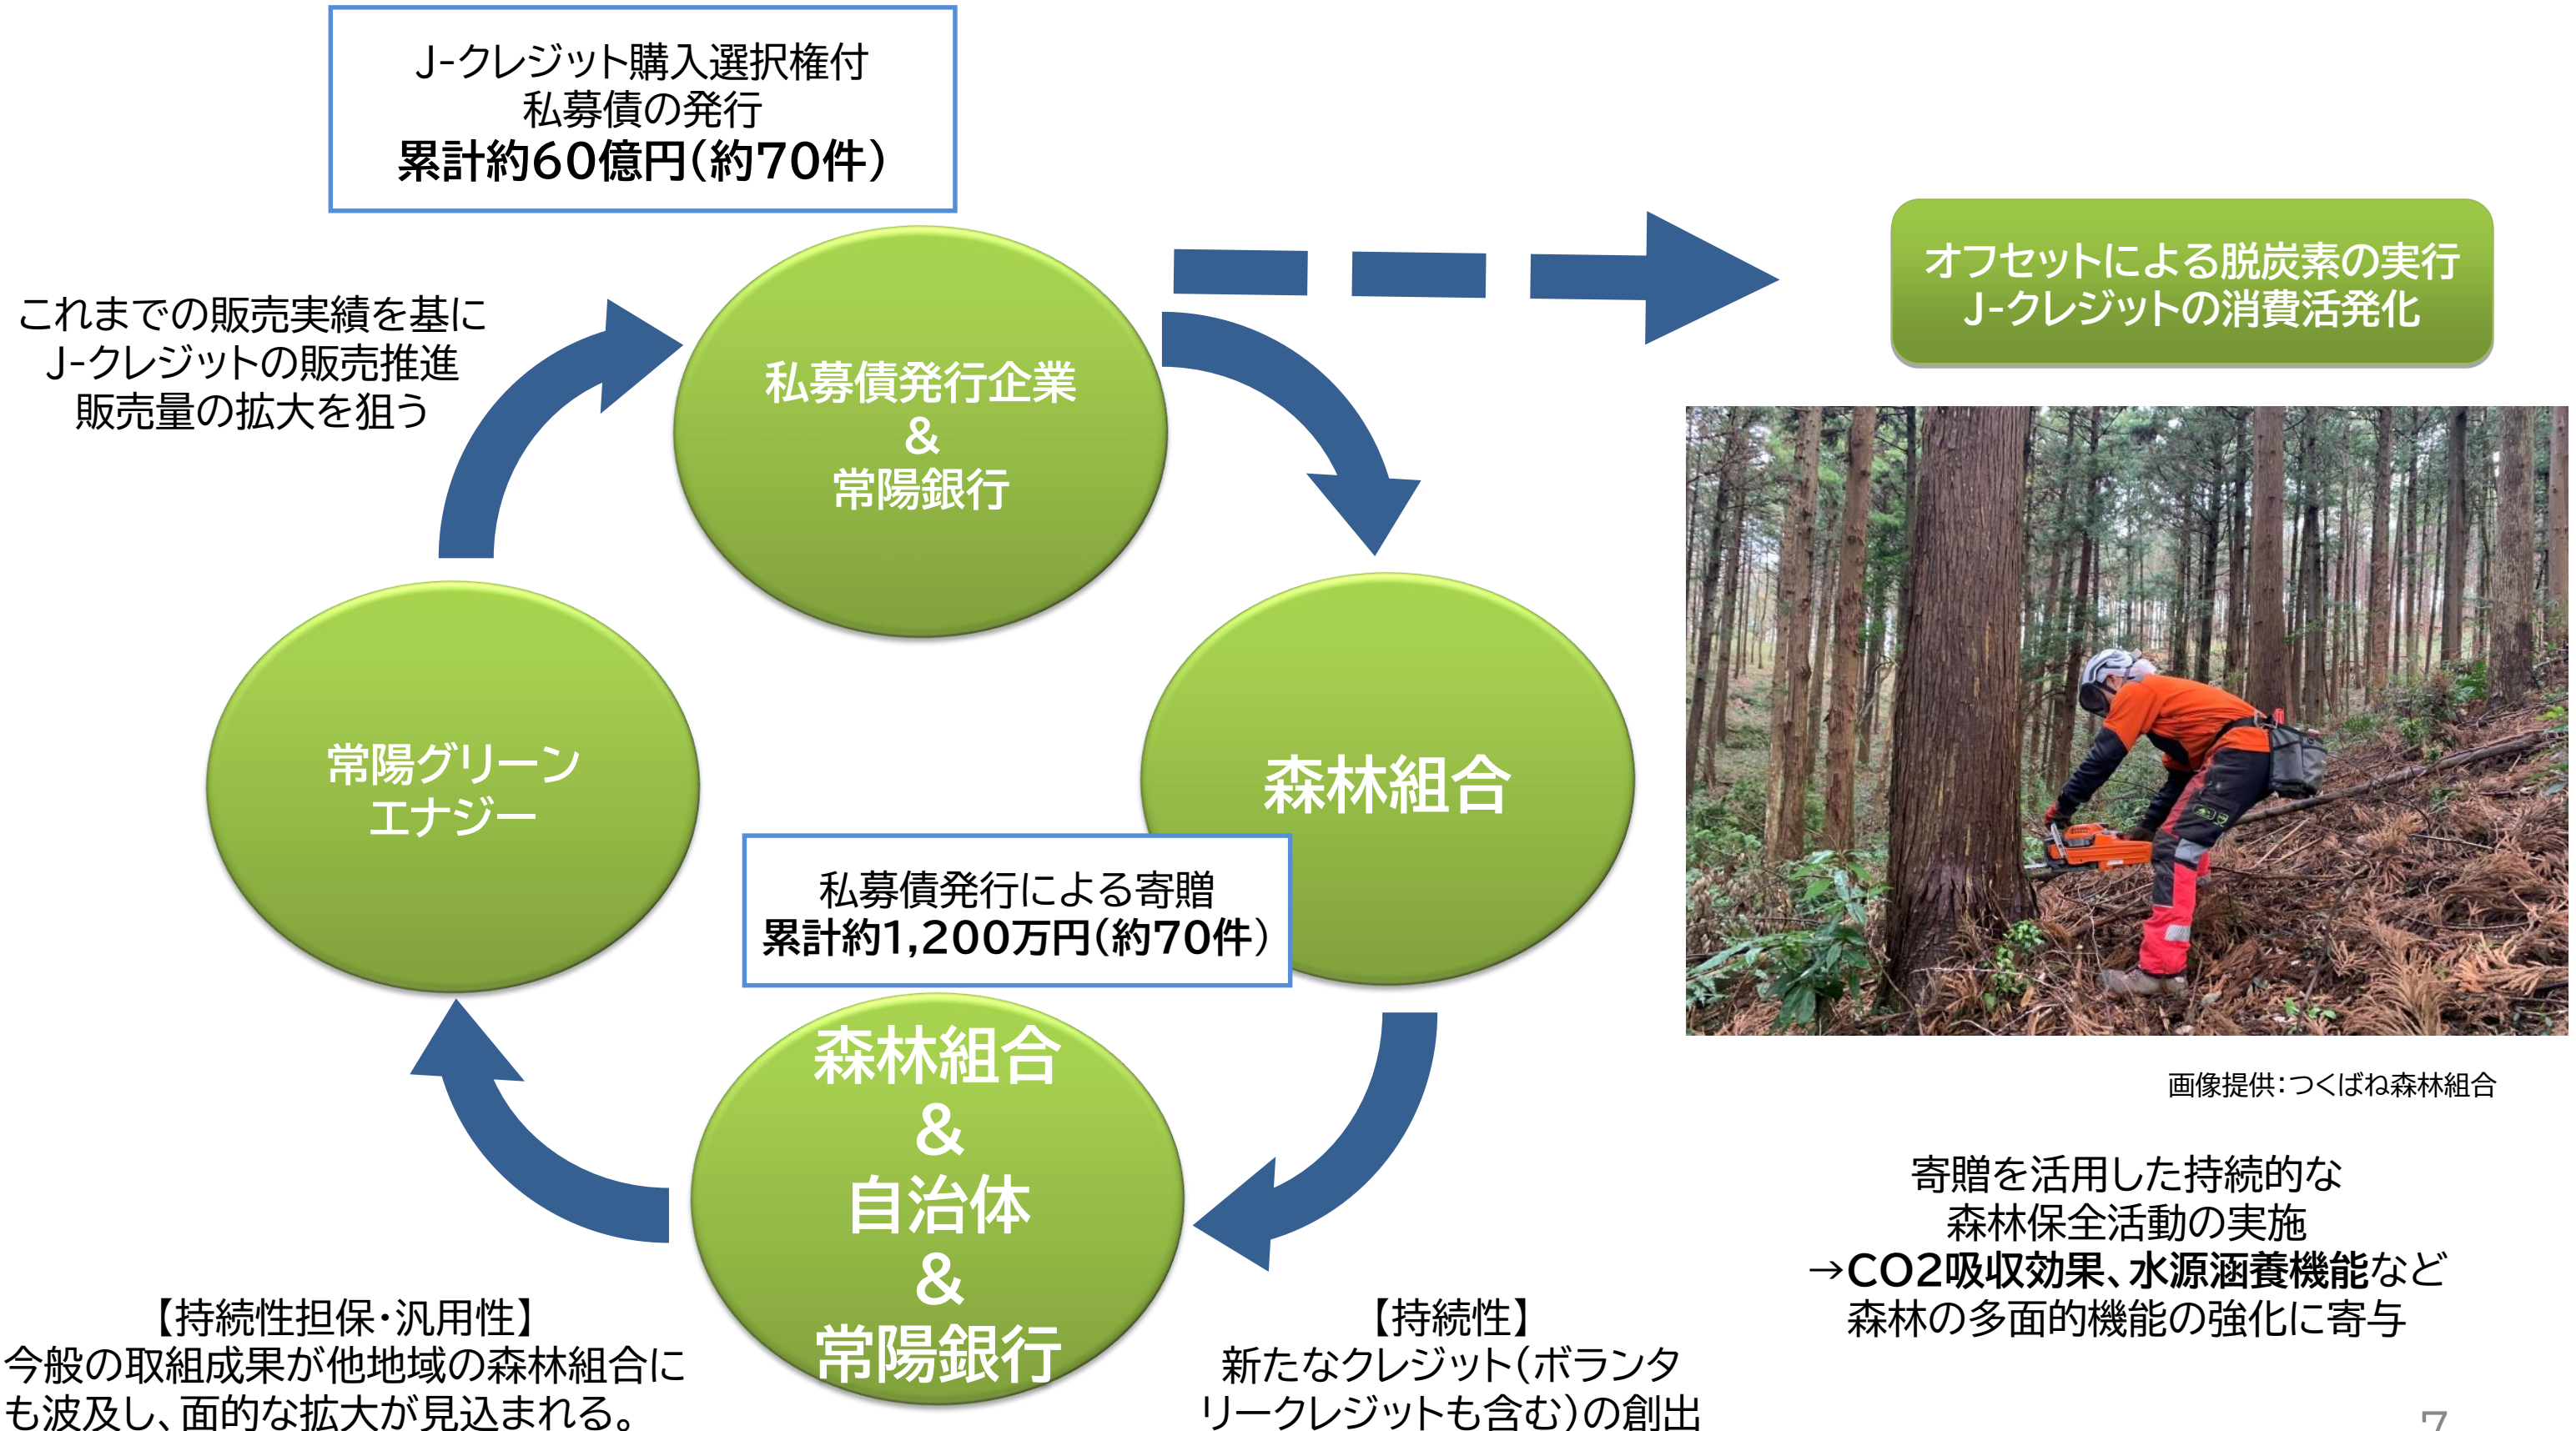 J-クレジット購入選択権付
私募債の発行
累計約60億円(約70件)
オフセットによる脱炭素の実行
J-クレジットの消費活発化
これまでの販売実績を基に
J-クレジットの販売推進
販売量の拡大を狙う
私募債発行企業
&
常陽銀行
常陽グリーン
エナジー
森林組合
私募債発行による寄贈
累計約1,200万円(約70件)
森林組合
&
自治体
&
常陽銀行
画像提供:つくばね森林組合
寄贈を活用した持続的な
森林保全活動の実施
→CO2吸収効果、水源涵養機能など
森林の多面的機能の強化に寄与
【持続性担保・汎用性】
今般の取組成果が他地域の森林組合に
も波及し、面的な拡大が見込まれる。
【持続性】
新たなクレジット(ボランタ
リークレジットも含む)の創出
7